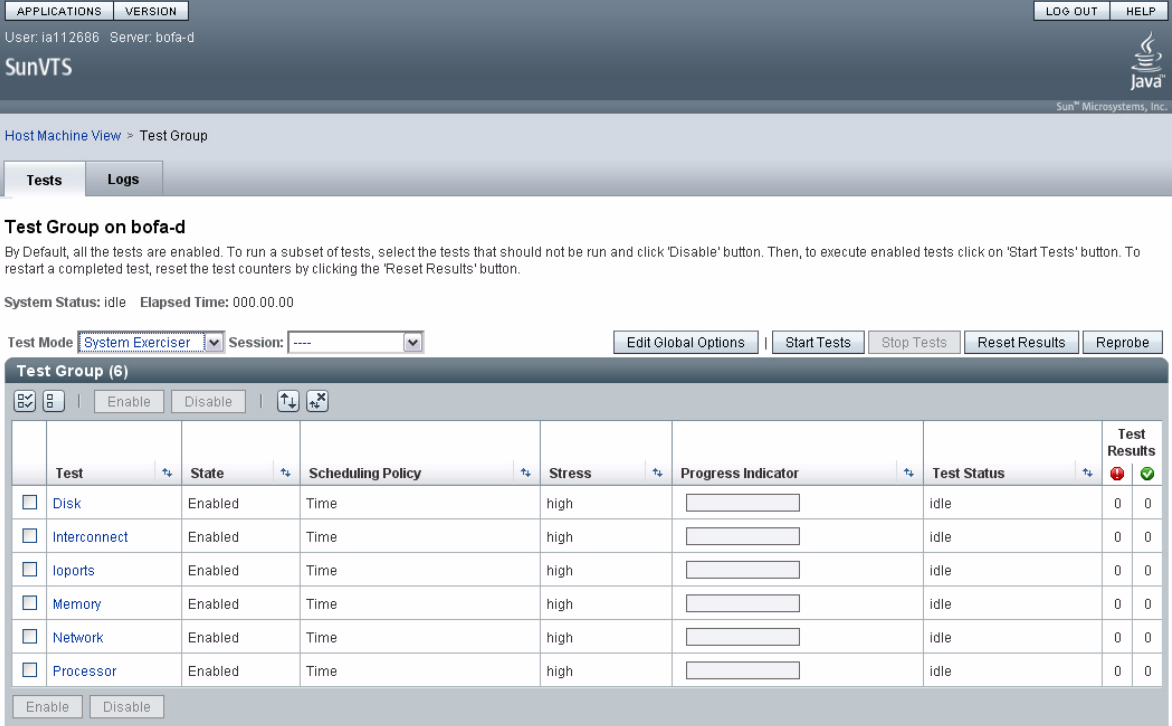 APPLICATIONS VERSION LOG OUT HELP
User: ia112686 Server: bofa-d
SunVTS
Java™
Sun™ Microsystems, Inc.
Host Machine View > Test Group
Tests Logs
Test Group on bofa-d
By Default, all the tests are enabled. To run a subset of tests, select the tests that should not be run and click 'Disable' button. Then, to execute enabled tests click on 'Start Tests' button. To
restart a completed test, reset the test counters by clicking the 'Reset Results' button.
System Status: idle Elapsed Time: 000.00.00
Test Mode System Exerciser Session: ---- Edit Global Options | Start Tests Stop Tests Reset Results Reprobe
Test Group (6)
| Enable Disable |
Test State Scheduling Policy Stress Progress Indicator Test Status Test Results
Disk Enabled Time high idle 0 0
Interconnect Enabled Time high idle 0 0
Ioports Enabled Time high idle 0 0
Memory Enabled Time high idle 0 0
Network Enabled Time high idle 0 0
Processor Enabled Time high idle 0 0
Enable Disable